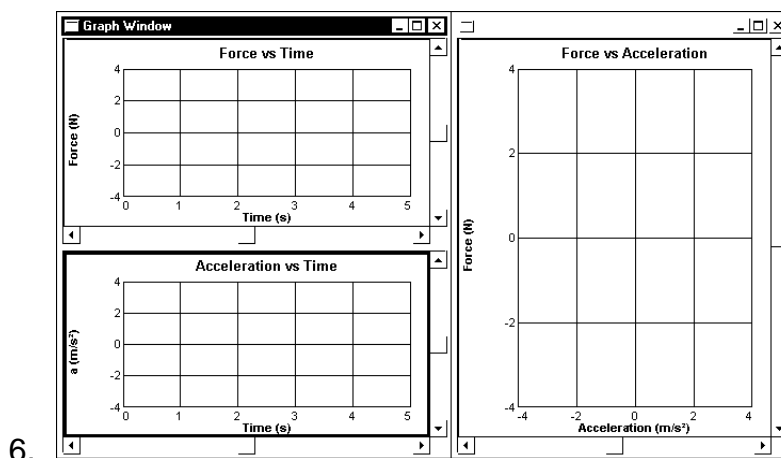 Graph Window
Force vs Time
4
2
0
-2
-4
Force (N)
0 1 2 3 4 5
Time (s)
Acceleration vs Time
4
2
0
-2
-4
a (m/s²)
0 1 2 3 4 5
Time (s)
Force vs Acceleration
4
2
0
-2
-4
Force (N)
-4 -2 0 2 4
Acceleration (m/s²)
6.